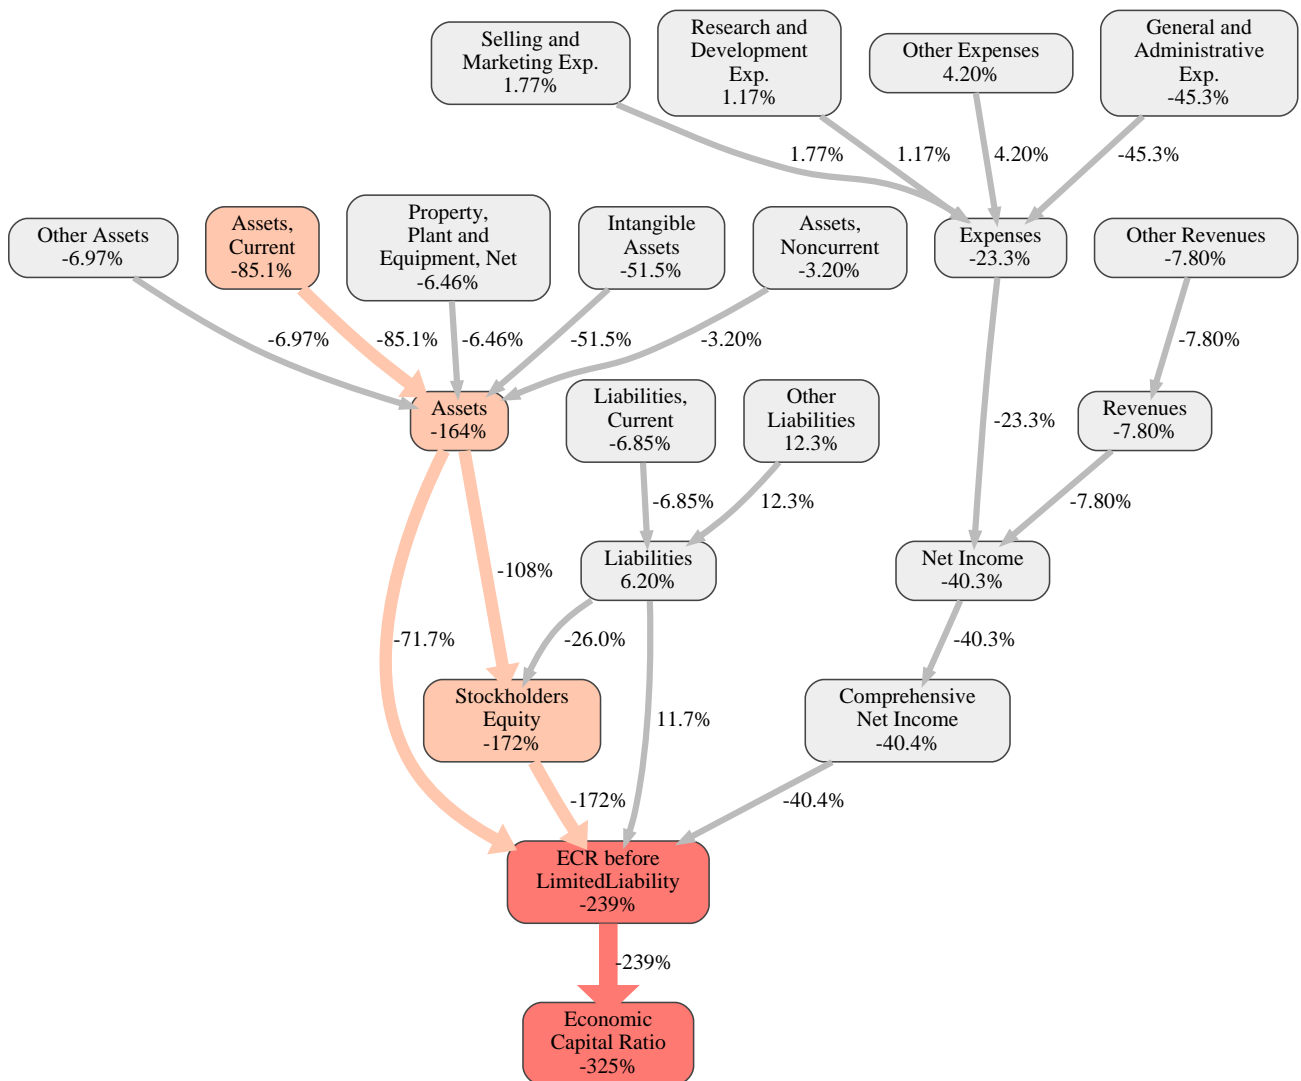 Selling and
Marketing Exp.
1.77%
Research and
Development
Exp.
1.17%
Other Expenses
4.20%
General and
Administrative
Exp.
-45.3%
1.77%
1.17%
4.20%
-45.3%
Other Assets
-6.97%
Assets,
Current
-85.1%
Property,
Plant and
Equipment, Net
-6.46%
Intangible
Assets
-51.5%
Assets,
Noncurrent
-3.20%
Expenses
-23.3%
Other Revenues
-7.80%
-6.97%
-85.1%
-6.46%
-51.5%
-3.20%
-7.80%
Assets
-164%
Liabilities,
Current
-6.85%
Other
Liabilities
12.3%
-23.3%
Revenues
-7.80%
-6.85%
12.3%
-7.80%
-108%
Liabilities
6.20%
Net Income
-40.3%
-71.7%
-26.0%
-40.3%
Stockholders
Equity
-172%
11.7%
Comprehensive
Net Income
-40.4%
-172%
-40.4%
ECR before
LimitedLiability
-239%
-239%
Economic
Capital Ratio
-325%